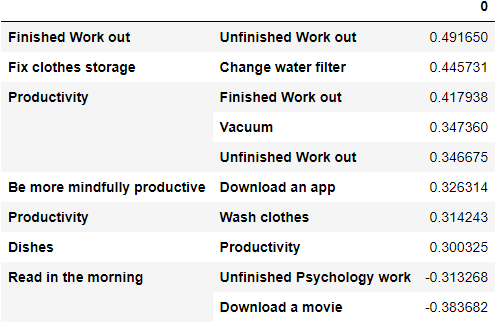 0
Finished Work out Unfinished Work out 0.491650
Fix clothes storage Change water filter 0.445731
Productivity Finished Work out 0.417938
Vacuum 0.347360
Unfinished Work out 0.346675
Be more mindfully productive Download an app 0.326314
Productivity Wash clothes 0.314243
Dishes Productivity 0.300325
Read in the morning Unfinished Psychology work -0.313268
Download a movie -0.383682